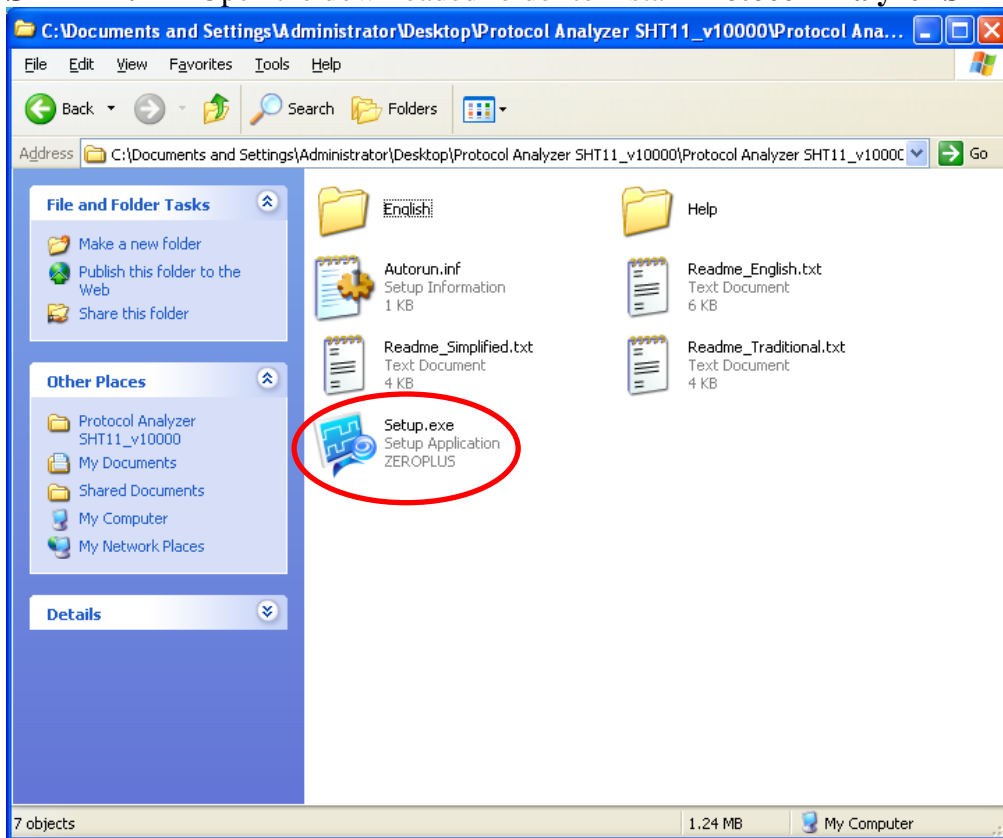 C:\Documents and Settings\Administrator\Desktop\Protocol Analyzer SHT11_v10000\Protocol Ana...
File Edit View Favorites Tools Help
Back Search Folders
Address C:\Documents and Settings\Administrator\Desktop\Protocol Analyzer SHT11_v10000\Protocol Analyzer SHT11_v1000 Go
File and Folder Tasks
Make a new folder
Publish this folder to the
Web
Share this folder
Other Places
Protocol Analyzer
SHT11_v10000
My Documents
Shared Documents
My Computer
My Network Places
Details
English
Help
Autorun.inf
Setup Information
1 KB
Readme_English.txt
Text Document
6 KB
Readme_Simplified.txt
Text Document
4 KB
Readme_Traditional.txt
Text Document
4 KB
Setup.exe
Setup Application
ZEROPLUS
7 objects 1.24 MB My Computer